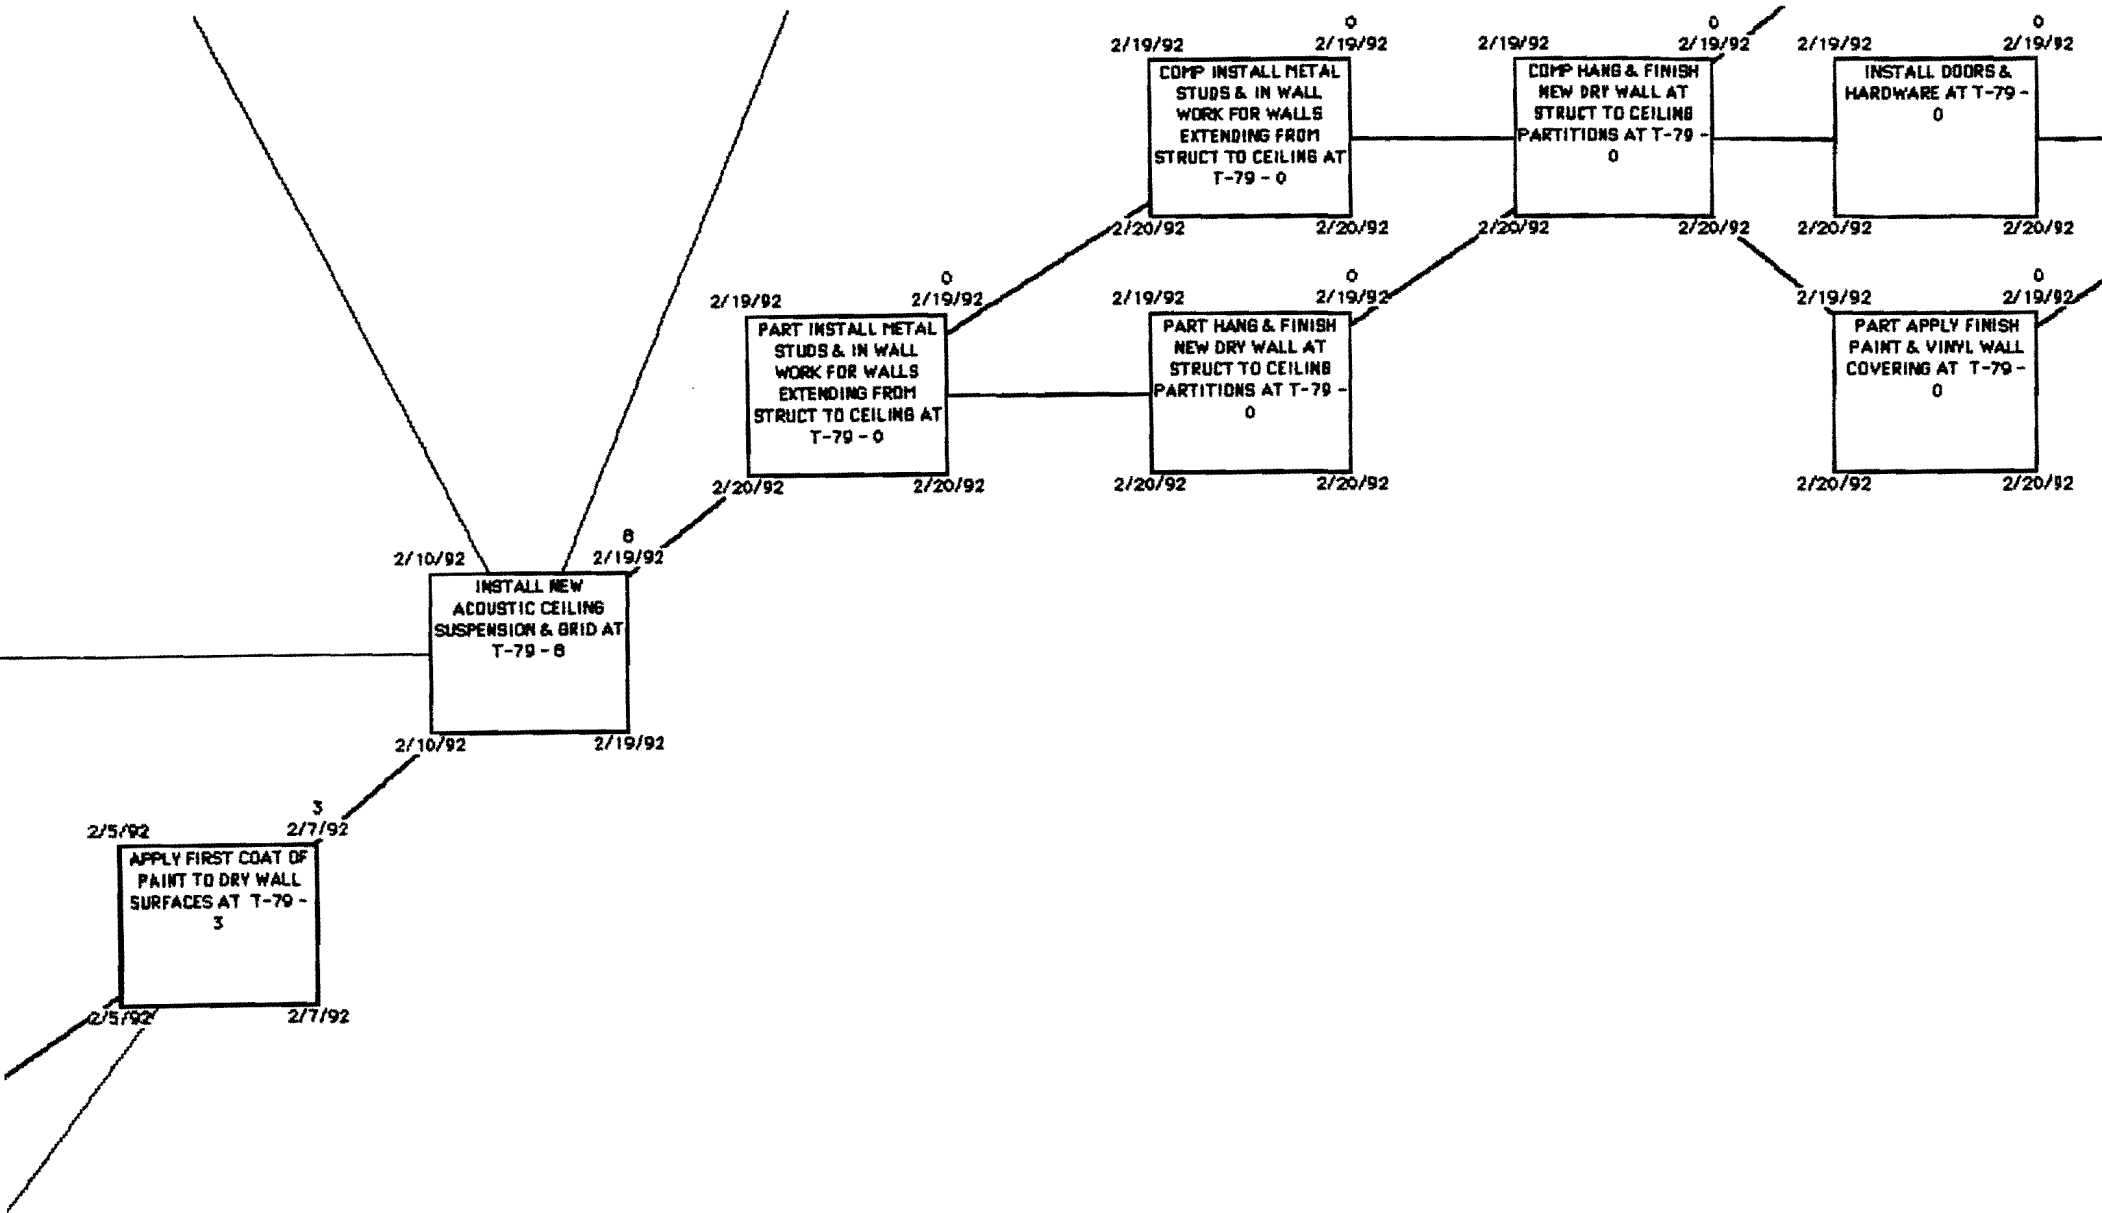 0
2/19/92 2/19/92
COMP INSTALL METAL
STUDS & IN WALL
WORK FOR WALLS
EXTENDING FROM
STRUCT TO CEILING AT
T-79 - 0
2/20/92 2/20/92
0
2/19/92 2/19/92
COMP HANG & FINISH
NEW DRY WALL AT
STRUCT TO CEILING
PARTITIONS AT T-79 -
0
2/20/92 2/20/92
0
2/19/92 2/19/92
INSTALL DOORS &
HARDWARE AT T-79 -
0
2/20/92 2/20/92
0
2/19/92 2/19/92
PART INSTALL METAL
STUDS & IN WALL
WORK FOR WALLS
EXTENDING FROM
STRUCT TO CEILING AT
T-79 - 0
2/20/92 2/20/92
0
2/19/92 2/19/92
PART HANG & FINISH
NEW DRY WALL AT
STRUCT TO CEILING
PARTITIONS AT T-79 -
0
2/20/92 2/20/92
0
2/19/92 2/19/92
PART APPLY FINISH
PAINT & VINYL WALL
COVERING AT T-79 -
0
2/20/92 2/20/92
8
2/10/92 2/19/92
INSTALL NEW
ACOUSTIC CEILING
SUSPENSION & GRID AT
T-79 - 8
2/10/92 2/19/92
3
2/5/92 2/7/92
APPLY FIRST COAT OF
PAINT TO DRY WALL
SURFACES AT T-79 -
3
2/5/92 2/7/92